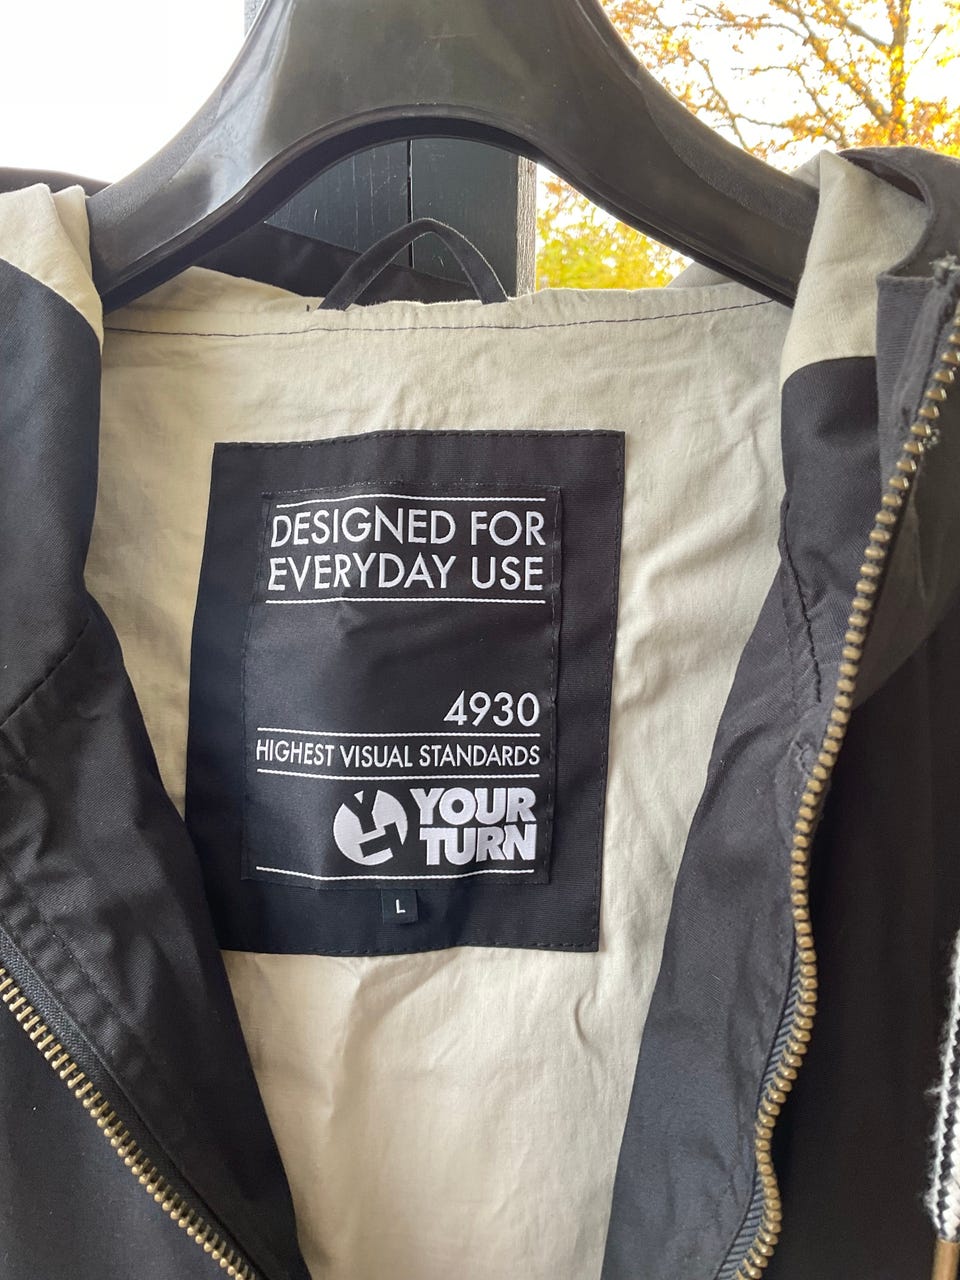 DESIGNED FOR
EVERYDAY USE
4930
HIGHEST VISUAL STANDARDS
YOUR
TURN
L